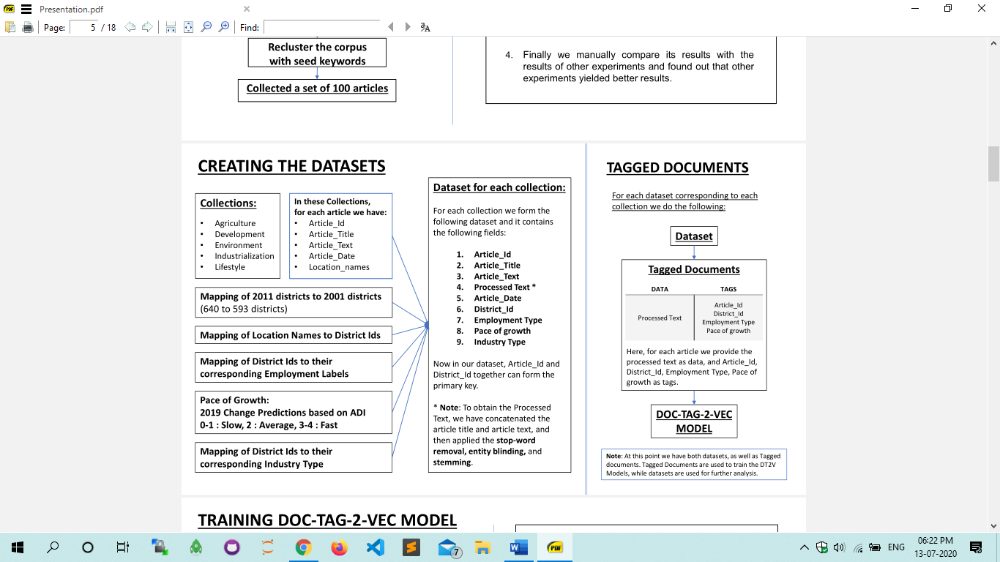 PDF
Presentation.pdf
Page: 5 / 18
Find:
Recluster the corpus
with seed keywords
Collected a set of 100 articles
4. Finally we manually compare its results with the
results of other experiments and found out that other
experiments yielded better results.
CREATING THE DATASETS
Collections:
• Agriculture
• Development
• Environment
• Industrialization
• Lifestyle
In these Collections,
for each article we have:
• Article_Id
• Article_Title
• Article_Text
• Article_Date
• Location_names
Mapping of 2011 districts to 2001 districts
(640 to 593 districts)
Mapping of Location Names to District Ids
Mapping of District Ids to their
corresponding Employment Labels
Pace of Growth:
2019 Change Predictions based on ADI
0-1 : Slow, 2 : Average, 3-4 : Fast
Mapping of District Ids to their
corresponding Industry Type
Dataset for each collection:
For each collection we form the
following dataset and it contains
the following fields:
1. Article_Id
2. Article_Title
3. Article_Text
4. Processed Text *
5. Article_Date
6. District_Id
7. Employment Type
8. Pace of growth
9. Industry Type
Now in our dataset, Article_Id and
District_Id together can form the
primary key.
* Note: To obtain the Processed
Text, we have concatenated the
article title and article text, and
then applied the stop-word
removal, entity blinding, and
stemming.
TAGGED DOCUMENTS
For each dataset corresponding to each
collection we do the following:
Dataset
Tagged Documents
DATA TAGS
Processed Text
Article_Id
District_Id
Employment Type
Pace of growth
Here, for each article we provide the
processed text as data, and Article_Id,
District_Id, Employment Type, Pace of
growth as tags.
DOC-TAG-2-VEC
MODEL
Note: At this point we have both datasets, as well as Tagged
documents. Tagged Documents are used to train the DT2V
Models, while datasets are used for further analysis.
TRAINING DOC-TAG-2-VEC MODEL
7
PDF
ENG
06:22 PM
13-07-2020